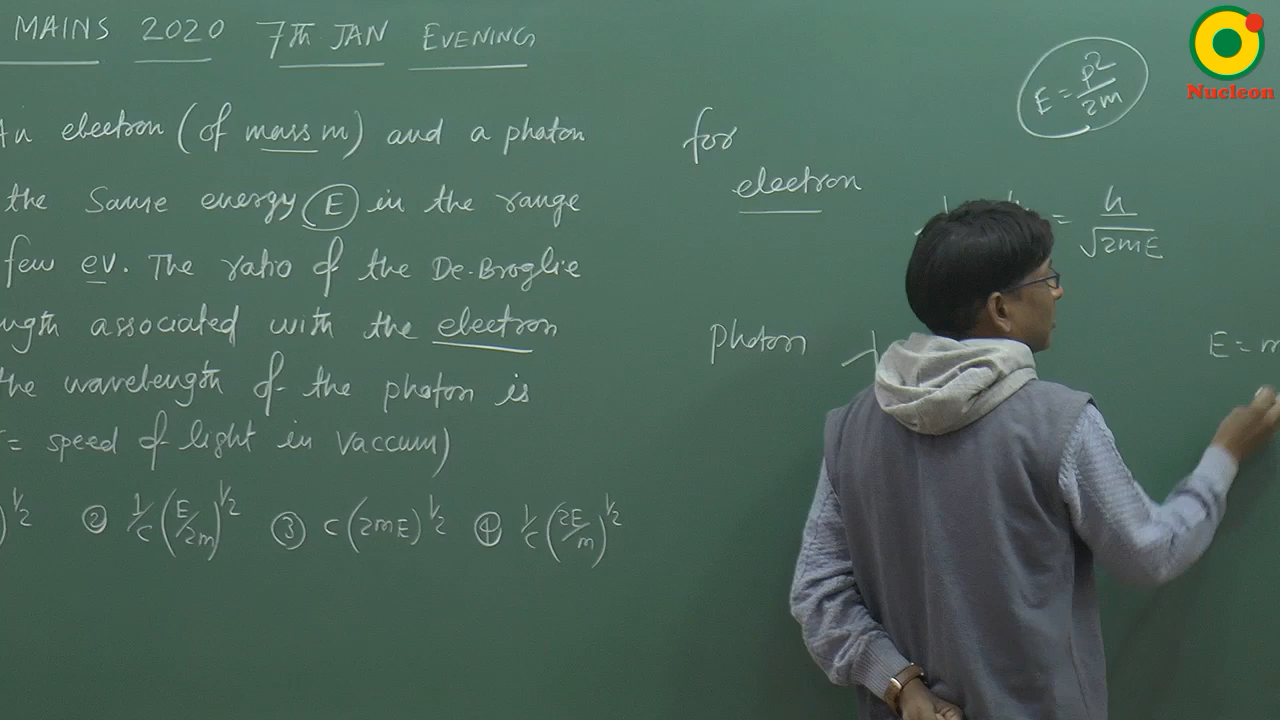 MAINS 2020 7th JAN EVENING
An electron (of mass m) and a photon
the same energy E in the range
few ev. The ratio of the De-Broglie
ngth associated with the electron
the wavelength of the photon is
= speed of light in vaccum)
)^1/2 ② 1/c (E/2m)^1/2 ③ c(2mE)^1/2 ④ 1/c (2E/m)^1/2
for
electron
= h/√2mE
photon λ
E = p²/2m
E = m
Nucleon